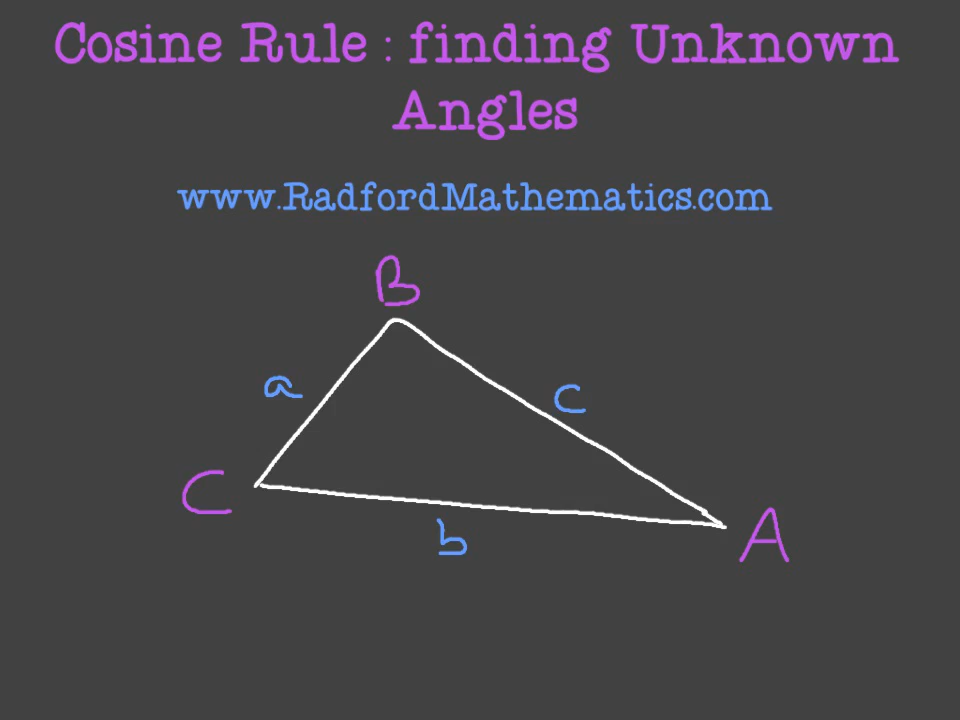 Cosine Rule : finding Unknown
Angles
www.RadfordMathematics.com
B
a
c
C
b
A